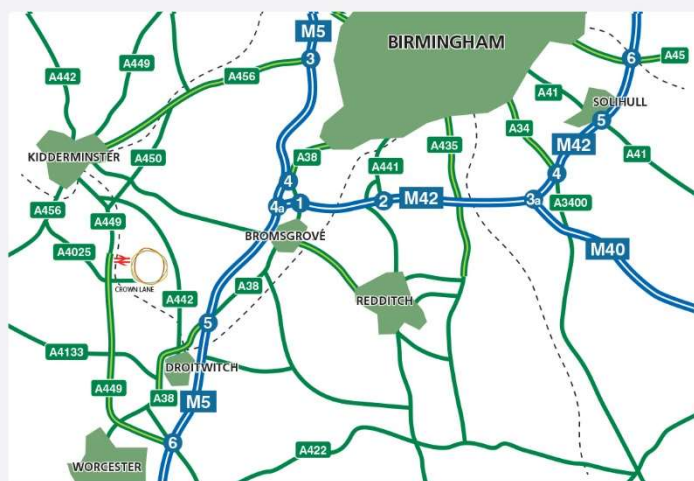 M5
BIRMINGHAM
A442
A449
3
6
A45
A456
A41
SOLIHULL
5
KIDDERMINSTER
A450
A38
A441
A435
A34
M42
A41
4
4
A456
A449
4a
1
2
M42
3a
A3400
BROMSGROVE
A4025
M40
CROWN LANE
A442
A38
REDDITCH
5
A4133
DROITWITCH
A449
A38
M5
6
A422
WORCESTER